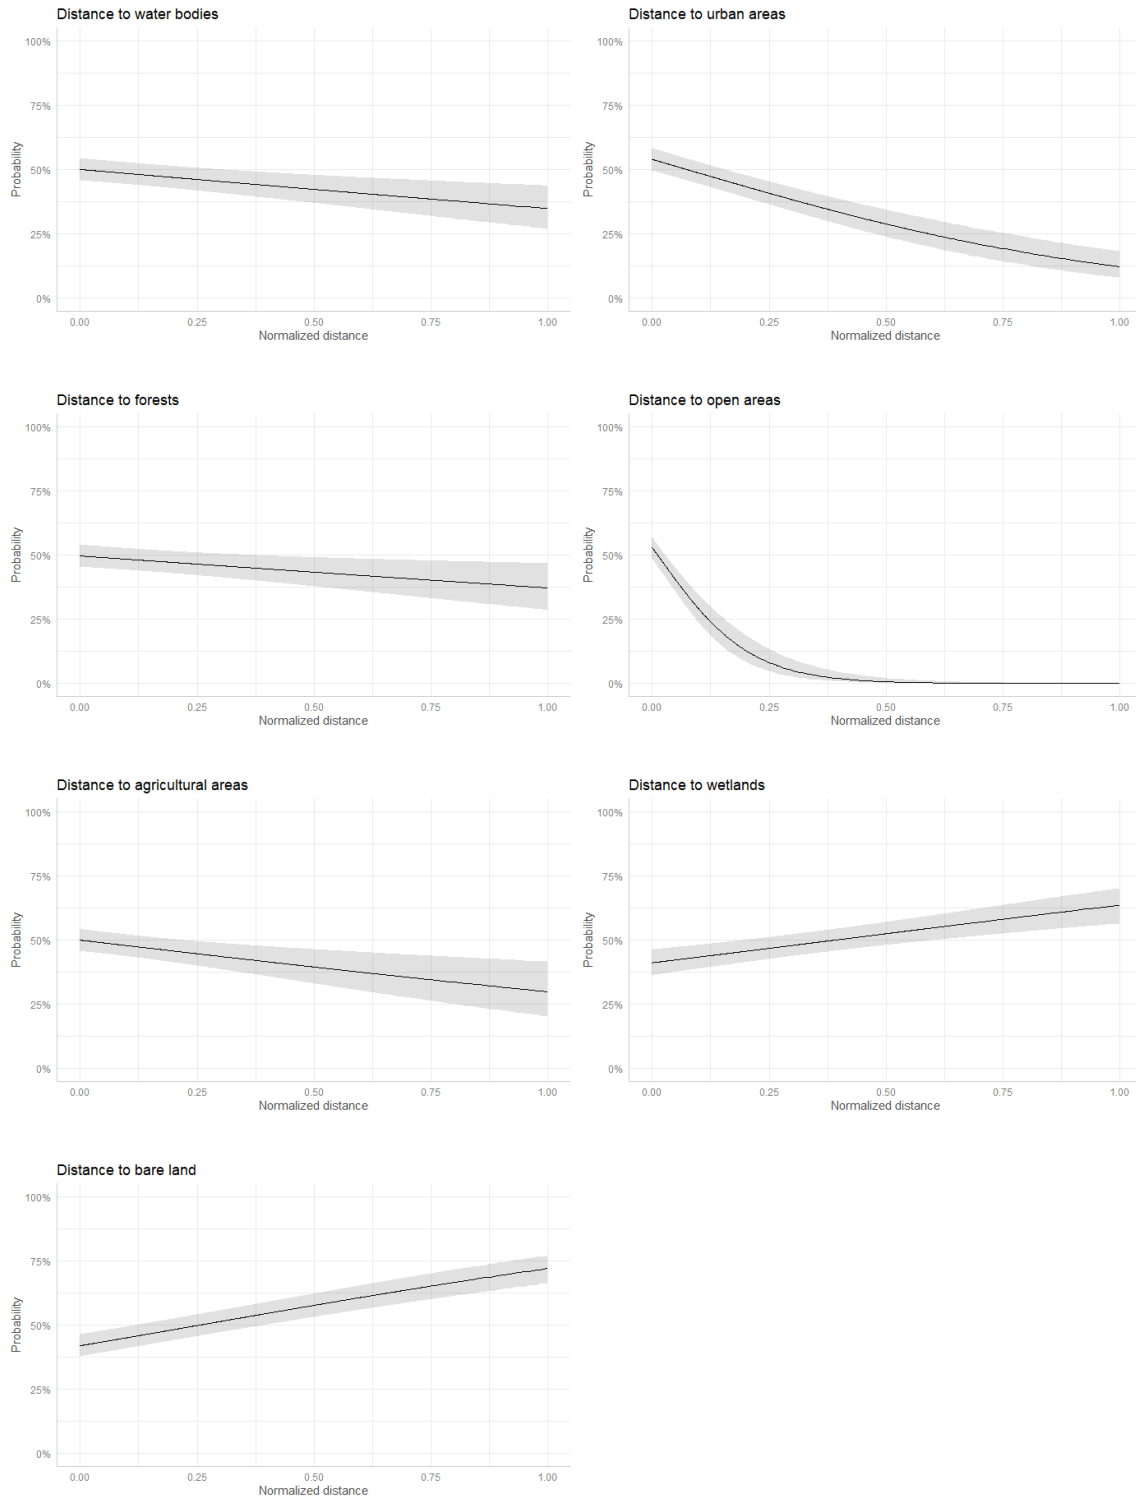 Distance to water bodies
100%
75%
50%
25%
0%
Probability
0.00 0.25 0.50 0.75 1.00
Normalized distance
Distance to urban areas
100%
75%
50%
25%
0%
Probability
0.00 0.25 0.50 0.75 1.00
Normalized distance
Distance to forests
100%
75%
50%
25%
0%
Probability
0.00 0.25 0.50 0.75 1.00
Normalized distance
Distance to open areas
100%
75%
50%
25%
0%
Probability
0.00 0.25 0.50 0.75 1.00
Normalized distance
Distance to agricultural areas
100%
75%
50%
25%
0%
Probability
0.00 0.25 0.50 0.75 1.00
Normalized distance
Distance to wetlands
100%
75%
50%
25%
0%
Probability
0.00 0.25 0.50 0.75 1.00
Normalized distance
Distance to bare land
100%
75%
50%
25%
0%
Probability
0.00 0.25 0.50 0.75 1.00
Normalized distance